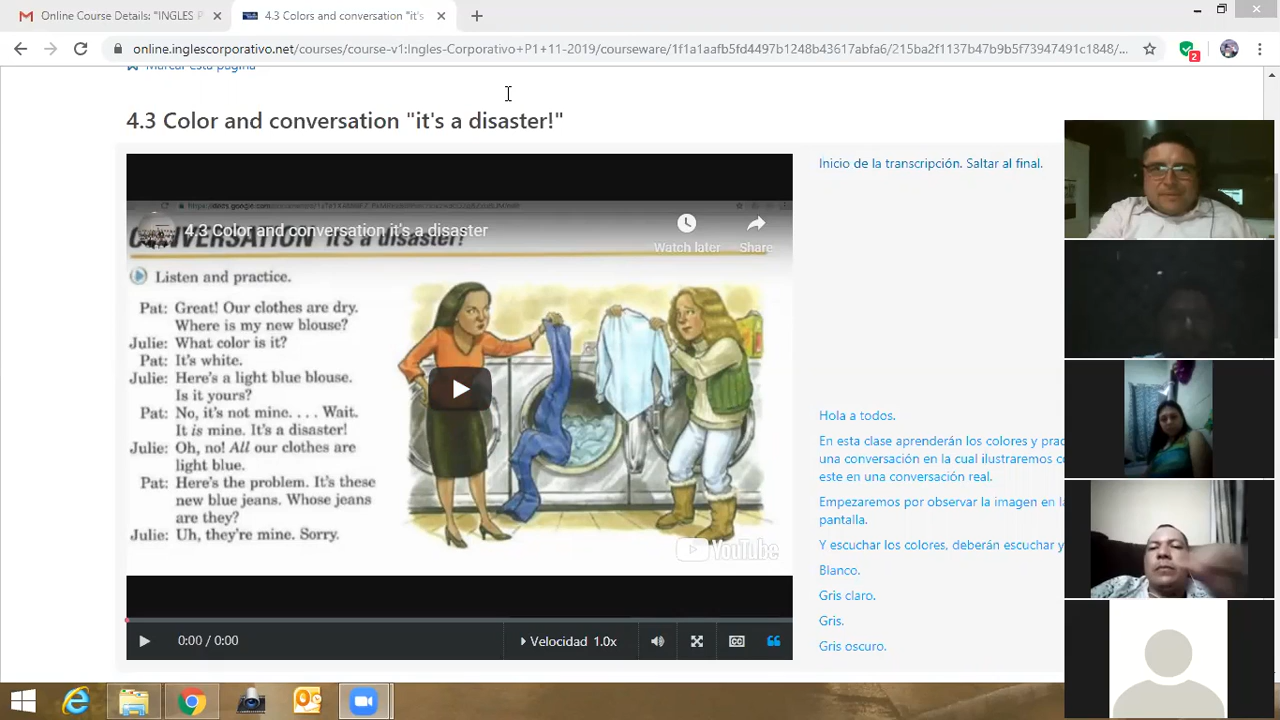 Online Course Details: "INGLES P
4.3 Colors and conversation "it's
online.inglescorporativo.net/courses/course-v1:Ingles-Corporativo+P1+11-2019/courseware/1f1a1aafb5fd4497b1248b43617abfa6/215ba2f1137b47b9b5f73947491c1848/...
2
Marcar esta página
4.3 Color and conversation "it's a disaster!"
CONVERSATION It's a disaster!
4.3 Color and conversation it's a disaster
Watch later
Share
Listen and practice.
Pat: Great! Our clothes are dry.
Where is my new blouse?
Julie: What color is it?
Pat: It's white.
Julie: Here's a light blue blouse.
Is it yours?
Pat: No, it's not mine. . . . Wait.
It is mine. It's a disaster!
Julie: Oh, no! All our clothes are
light blue.
Pat: Here's the problem. It's these
new blue jeans. Whose jeans
are they?
Julie: Uh, they're mine. Sorry.
YouTube
0:00 / 0:00
Velocidad 1.0x
Inicio de la transcripción. Saltar al final.
Hola a todos.
En esta clase aprenderán los colores y prac
una conversación en la cual ilustraremos co
este en una conversación real.
Empezaremos por observar la imagen en la
pantalla.
Y escuchar los colores, deberán escuchar y
Blanco.
Gris claro.
Gris.
Gris oscuro.